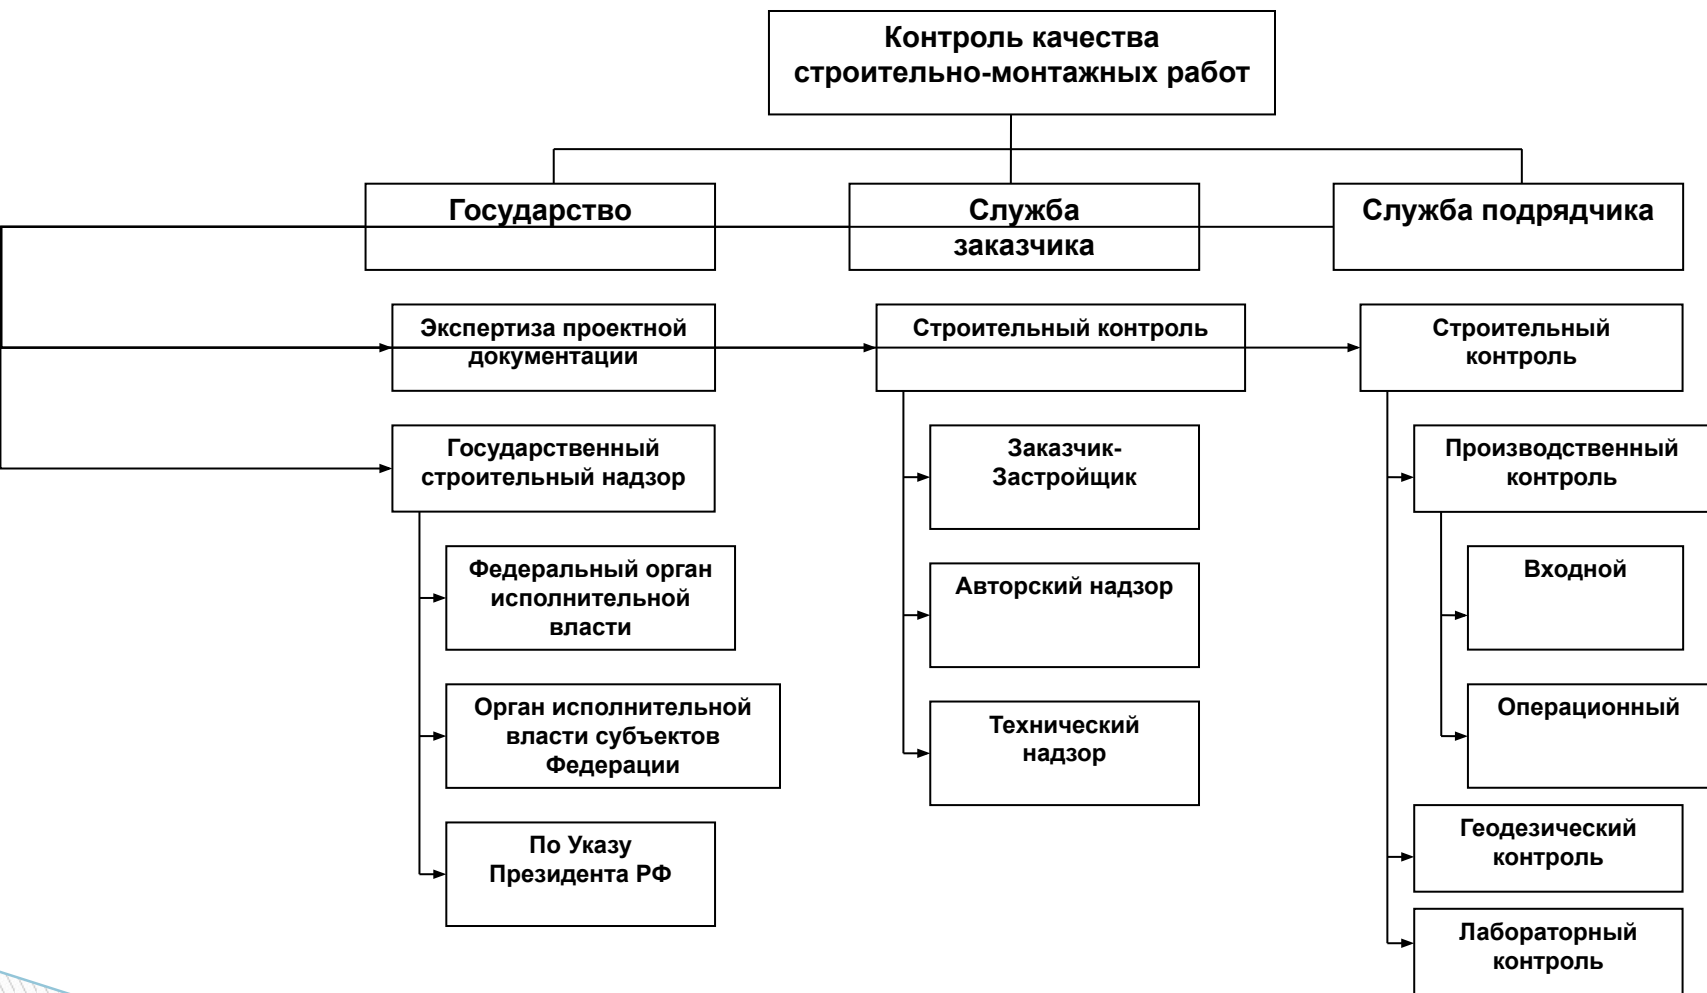 Контроль качества
строительно-монтажных работ
Государство
Служба
заказчика
Служба подрядчика
Экспертиза проектной
документации
Государственный
строительный надзор
Федеральный орган
исполнительной
власти
Орган исполнительной
власти субъектов
Федерации
По Указу
Президента РФ
Строительный контроль
Заказчик-
Застройщик
Авторский надзор
Технический
надзор
Строительный
контроль
Производственный
контроль
Входной
Операционный
Геодезический
контроль
Лабораторный
контроль